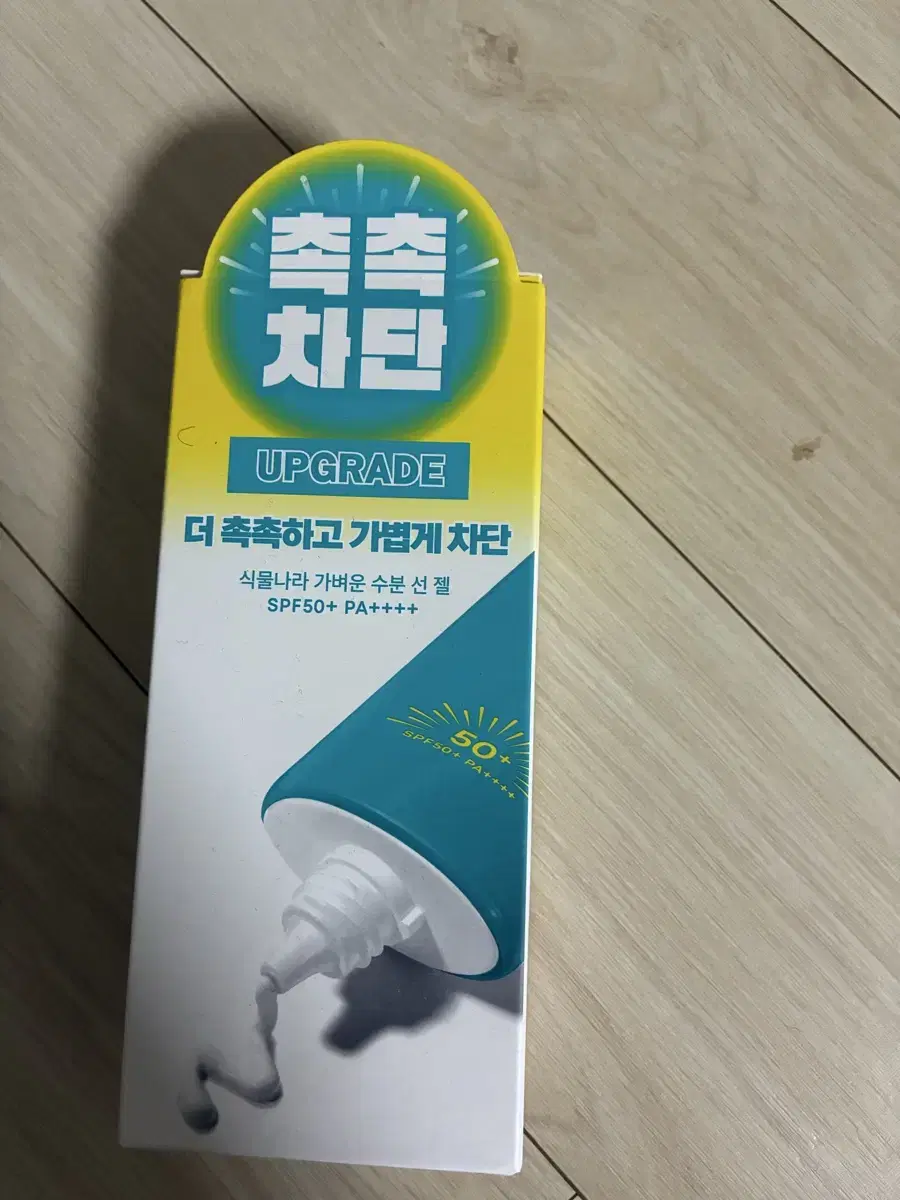 촉촉
차단
UPGRADE
더 촉촉하고 가볍게 차단
식물나라 가벼운 수분 선 젤
SPF50+ PA++++
50+
SPF50+ PA++++